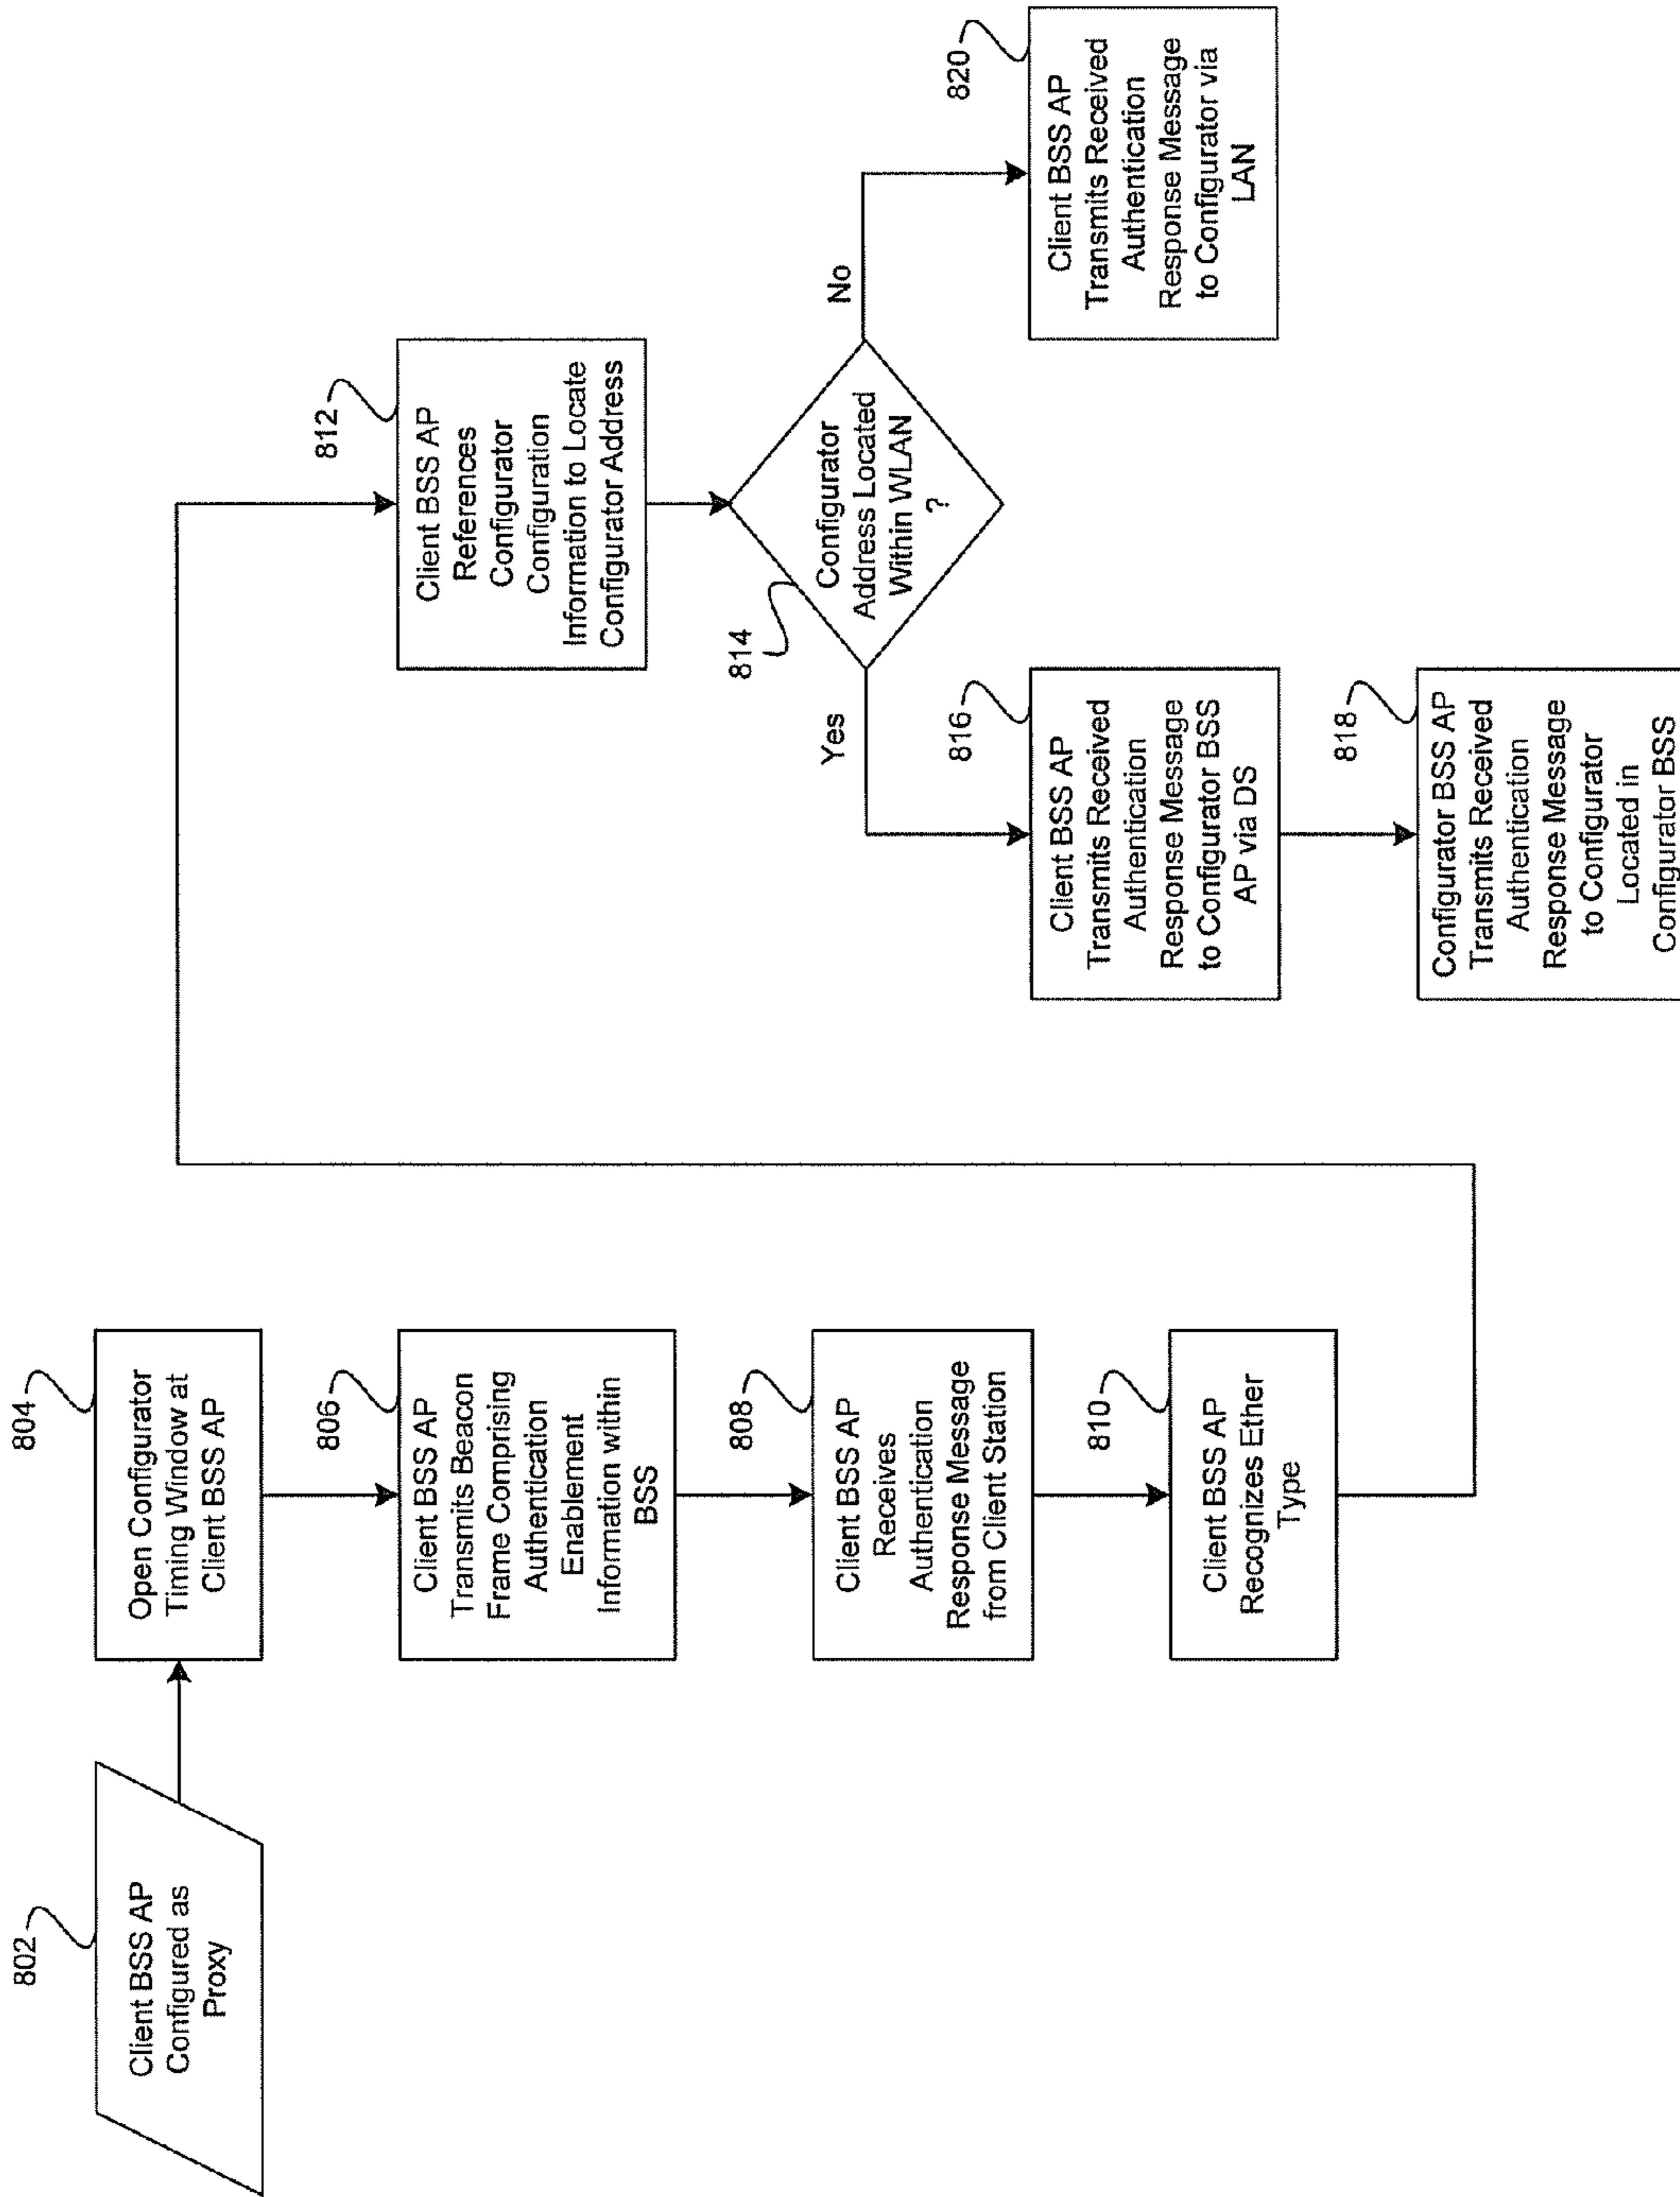 802
Client BSS AP
Configured as
Proxy
804
Open Configurator
Timing Window at
Client BSS AP
806
Client BSS AP
Transmits Beacon
Frame Comprising
Authentication
Enablement
Information within
BSS
808
Client BSS AP
Receives
Authentication
Response Message
from Client Station
810
Client BSS AP
Recognizes Ether
Type
812
Client BSS AP
References
Configurator
Configuration
Information to Locate
Configurator Address
814
Configurator
Address Located
Within WLAN
?
Yes
No
816
Client BSS AP
Transmits Received
Authentication
Response Message
to Configurator BSS
AP via DS
818
Configurator BSS AP
Transmits Received
Authentication
Response Message
to Configurator
Located in
Configurator BSS
820
Client BSS AP
Transmits Received
Authentication
Response Message
to Configurator via
LAN